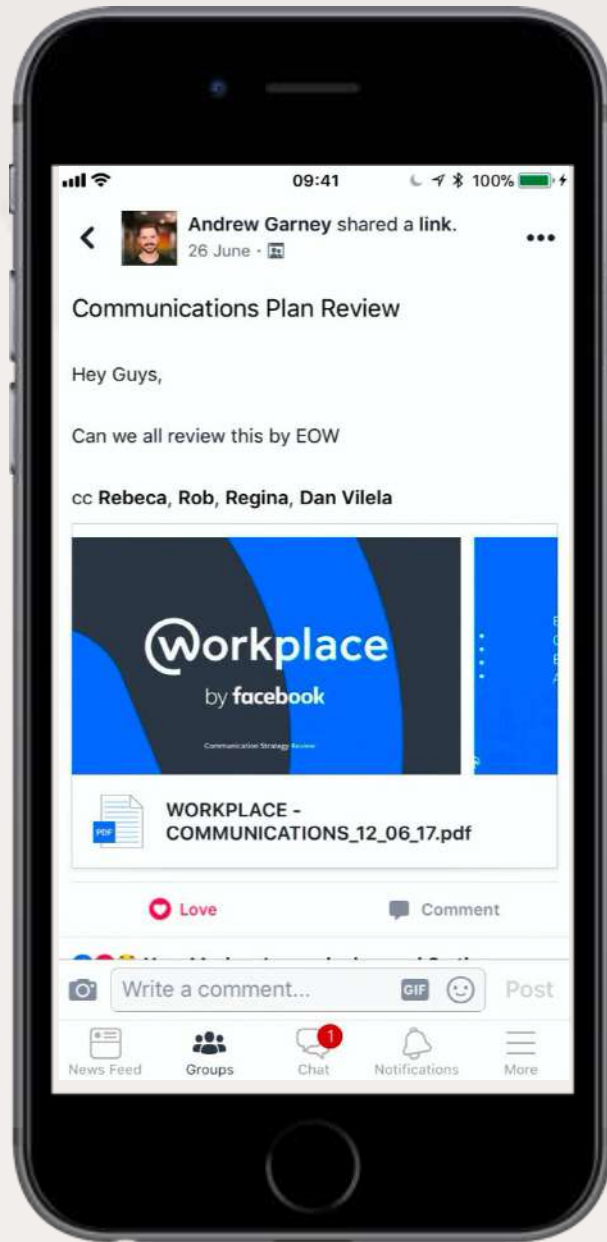 09:41
100%
Andrew Garney shared a link.
26 June ·
Communications Plan Review
Hey Guys,
Can we all review this by EOW
cc Rebeca, Rob, Regina, Dan Vilela
workplace
by facebook
Communication Strategy Review
PDF
WORKPLACE -
COMMUNICATIONS_12_06_17.pdf
Love
Comment
Write a comment...
GIF
Post
1
News Feed
Groups
Chat
Notifications
More